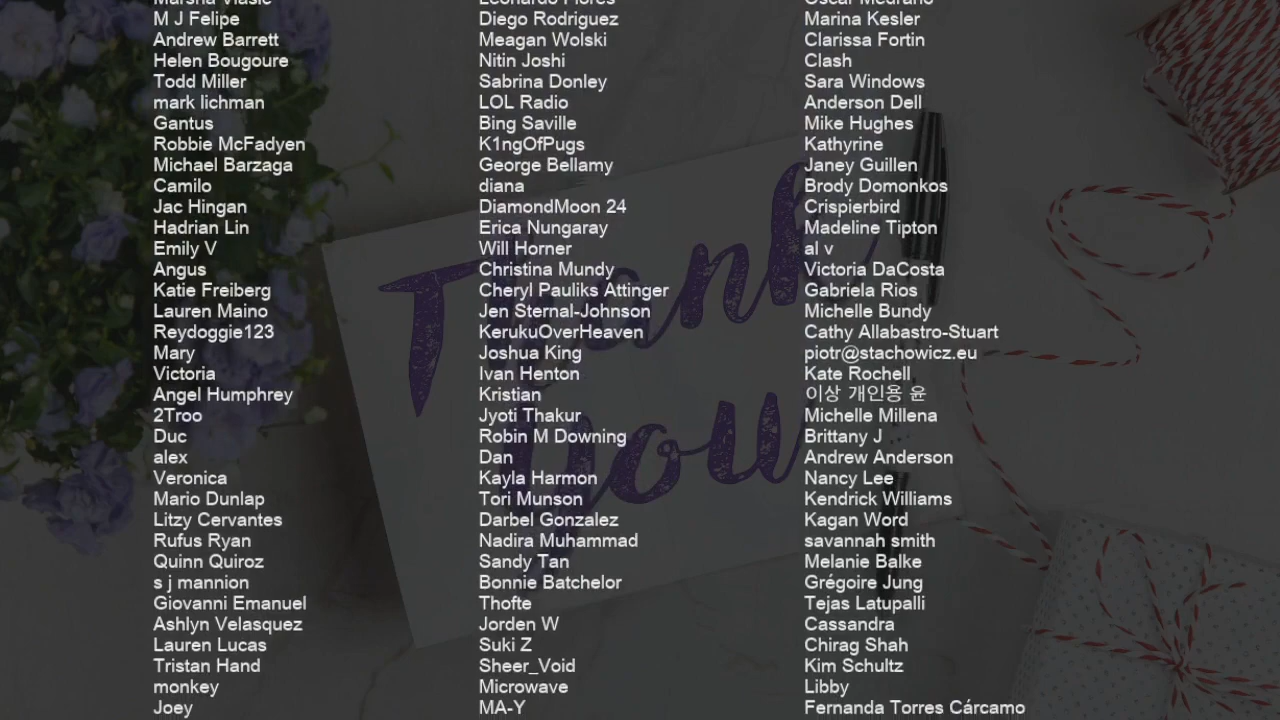 M J Felipe
Andrew Barrett
Helen Bougoure
Todd Miller
mark lichman
Gantus
Robbie McFadyen
Michael Barzaga
Camilo
Jac Hingan
Hadrian Lin
Emily V
Angus
Katie Freiberg
Lauren Maino
Reydoggie123
Mary
Victoria
Angel Humphrey
2Troo
Duc
alex
Veronica
Mario Dunlap
Litzy Cervantes
Rufus Ryan
Quinn Quiroz
s j mannion
Giovanni Emanuel
Ashlyn Velasquez
Lauren Lucas
Tristan Hand
monkey
Joey
Diego Rodriguez
Meagan Wolski
Nitin Joshi
Sabrina Donley
LOL Radio
Bing Saville
K1ngOfPugs
George Bellamy
diana
DiamondMoon 24
Erica Nungaray
Will Horner
Christina Mundy
Cheryl Pauliks Attinger
Jen Sternal-Johnson
KerukuOverHeaven
Joshua King
Ivan Henton
Kristian
Jyoti Thakur
Robin M Downing
Dan
Kayla Harmon
Tori Munson
Darbel Gonzalez
Nadira Muhammad
Sandy Tan
Bonnie Batchelor
Thofte
Jorden W
Suki Z
Sheer_Void
Microwave
MA-Y
Marina Kesler
Clarissa Fortin
Clash
Sara Windows
Anderson Dell
Mike Hughes
Kathyrine
Janey Guillen
Brody Domonkos
Crispierbird
Madeline Tipton
al v
Victoria DaCosta
Gabriela Rios
Michelle Bundy
Cathy Allabastro-Stuart
piotr@stachowicz.eu
Kate Rochell
이상 개인용 윤
Michelle Millena
Brittany J
Andrew Anderson
Nancy Lee
Kendrick Williams
Kagan Word
savannah smith
Melanie Balke
Grégoire Jung
Tejas Latupalli
Cassandra
Chirag Shah
Kim Schultz
Libby
Fernanda Torres Cárcamo
Thank
you